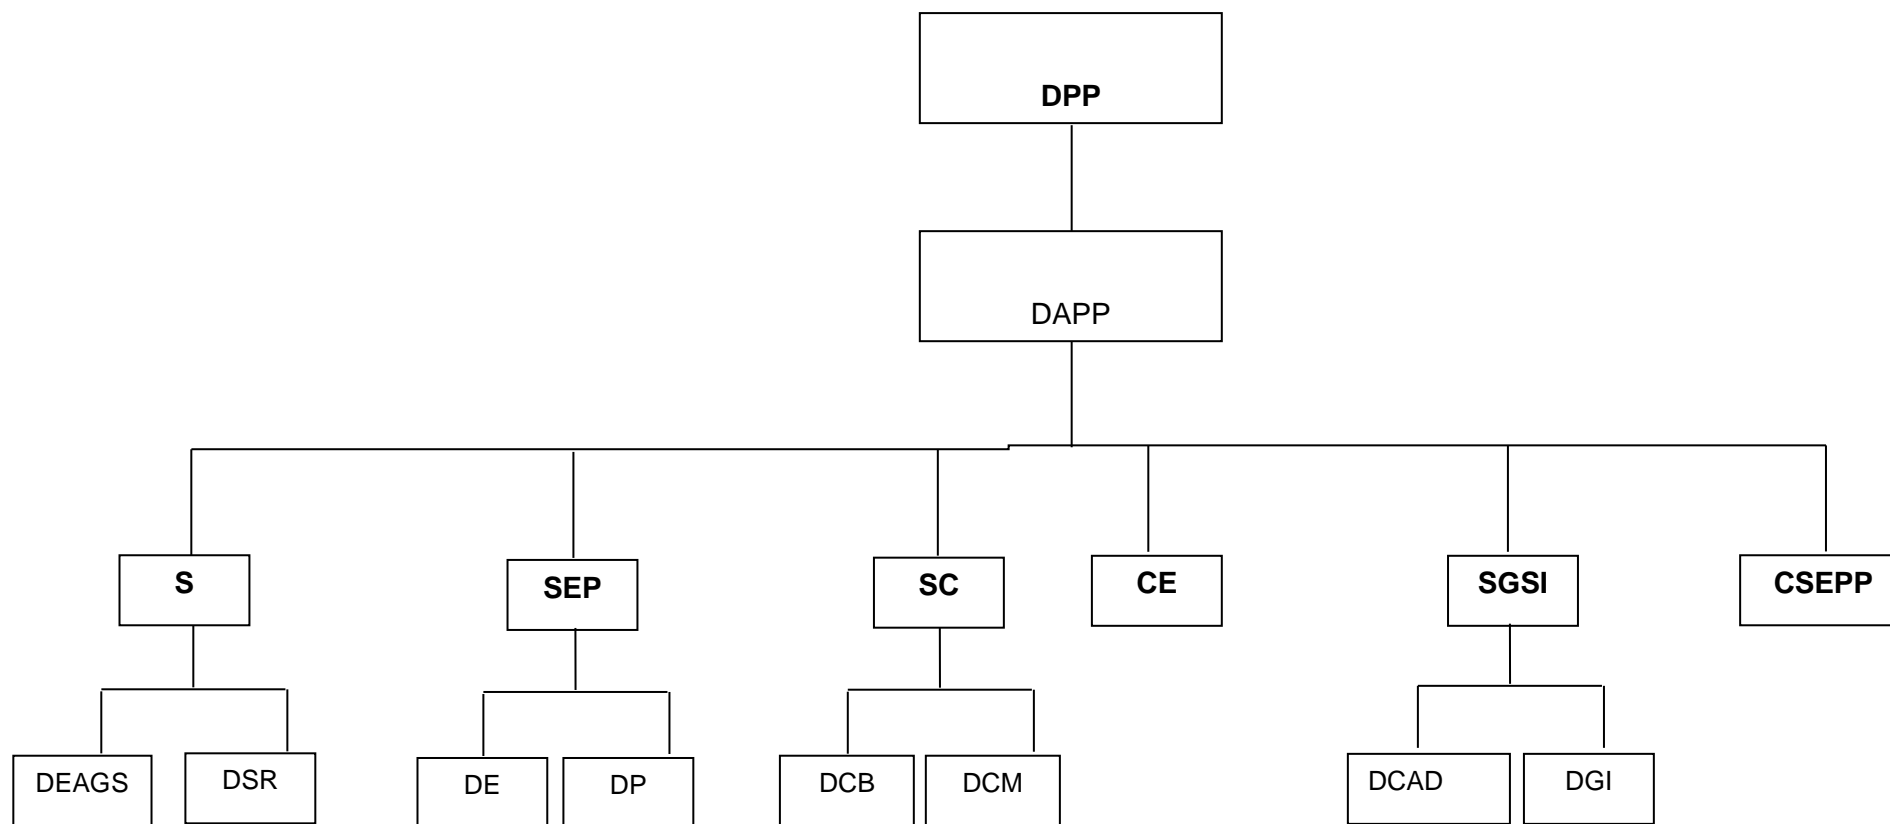 DPP
DAPP
S
SEP
SC
CE
SGSI
CSEPP
DEAGS
DSR
DE
DP
DCB
DCM
DCAD
DGI